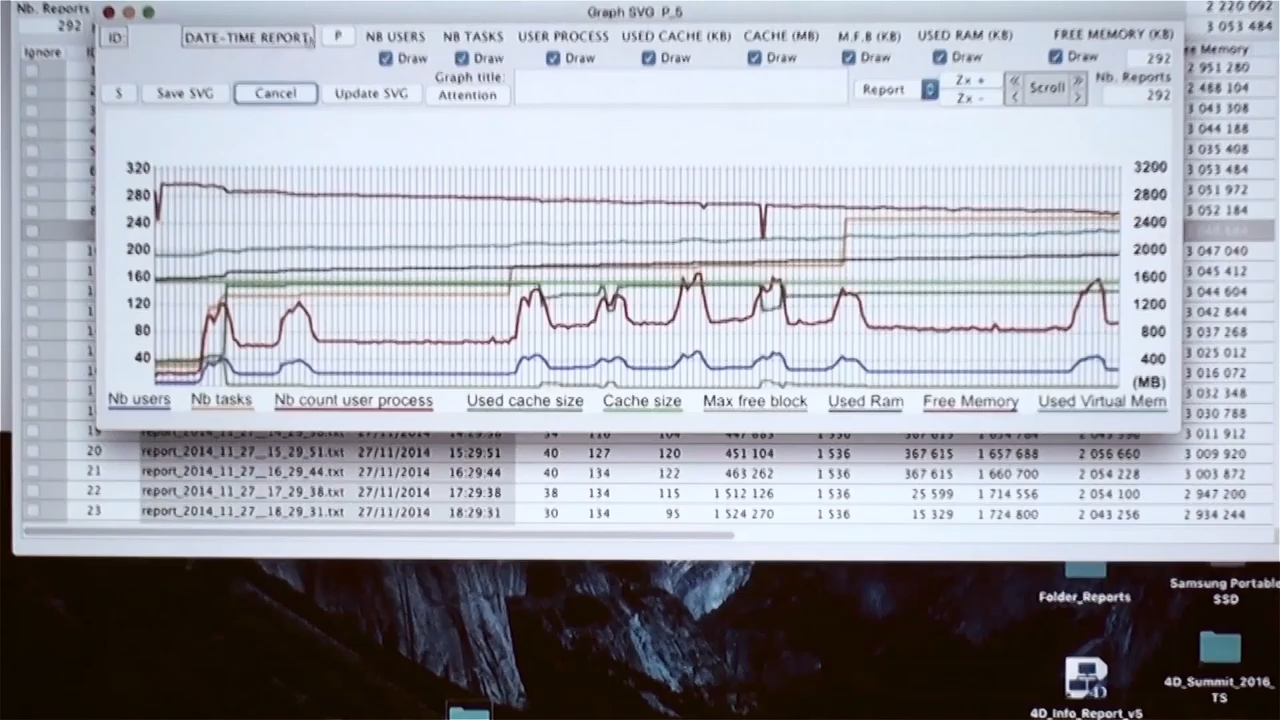 Nb. Reports
292
Ignore
Graph SVG P_5
ID:
DATE-TIME REPORT
P
NB USERS
NB TASKS
USER PROCESS
USED CACHE (KB)
CACHE (MB)
M.F.B (KB)
USED RAM (KB)
FREE MEMORY (KB)
Draw
Draw
Draw
Draw
Draw
Draw
Draw
Draw
292
S
Save SVG
Cancel
Update SVG
Graph title:
Attention
Report
Zx +
Zx -
Scroll
Nb. Reports
292
320
280
240
200
160
120
80
40
3200
2800
2400
2000
1600
1200
800
400
(MB)
Nb users
Nb tasks
Nb count user process
Used cache size
Cache size
Max free block
Used Ram
Free Memory
Used Virtual Mem
2 220 092
3 053 484
Memory
2 951 280
2 488 104
3 043 308
3 044 188
3 035 408
3 053 484
3 051 972
3 052 184
3 047 040
3 045 412
3 044 604
3 042 844
3 037 268
3 025 012
3 016 072
3 032 348
3 030 788
3 011 912
20 report_2014_11_27__15_29_51.txt 27/11/2014 15:29:51 40 127 120 451 104 1 536 367 615 1 657 688 2 056 660 3 009 920
21 report_2014_11_27__16_29_44.txt 27/11/2014 16:29:44 40 134 122 463 262 1 536 367 615 1 660 700 2 054 228 3 003 872
22 report_2014_11_27__17_29_38.txt 27/11/2014 17:29:38 38 134 115 1 512 126 1 536 25 599 1 714 556 2 054 100 2 947 200
23 report_2014_11_27__18_29_31.txt 27/11/2014 18:29:31 30 134 95 1 524 270 1 536 15 329 1 724 800 2 043 256 2 934 244
Folder_Reports
Samsung Portable
SSD
4D_Summit_2016_
TS
4D_Info_Report_v5